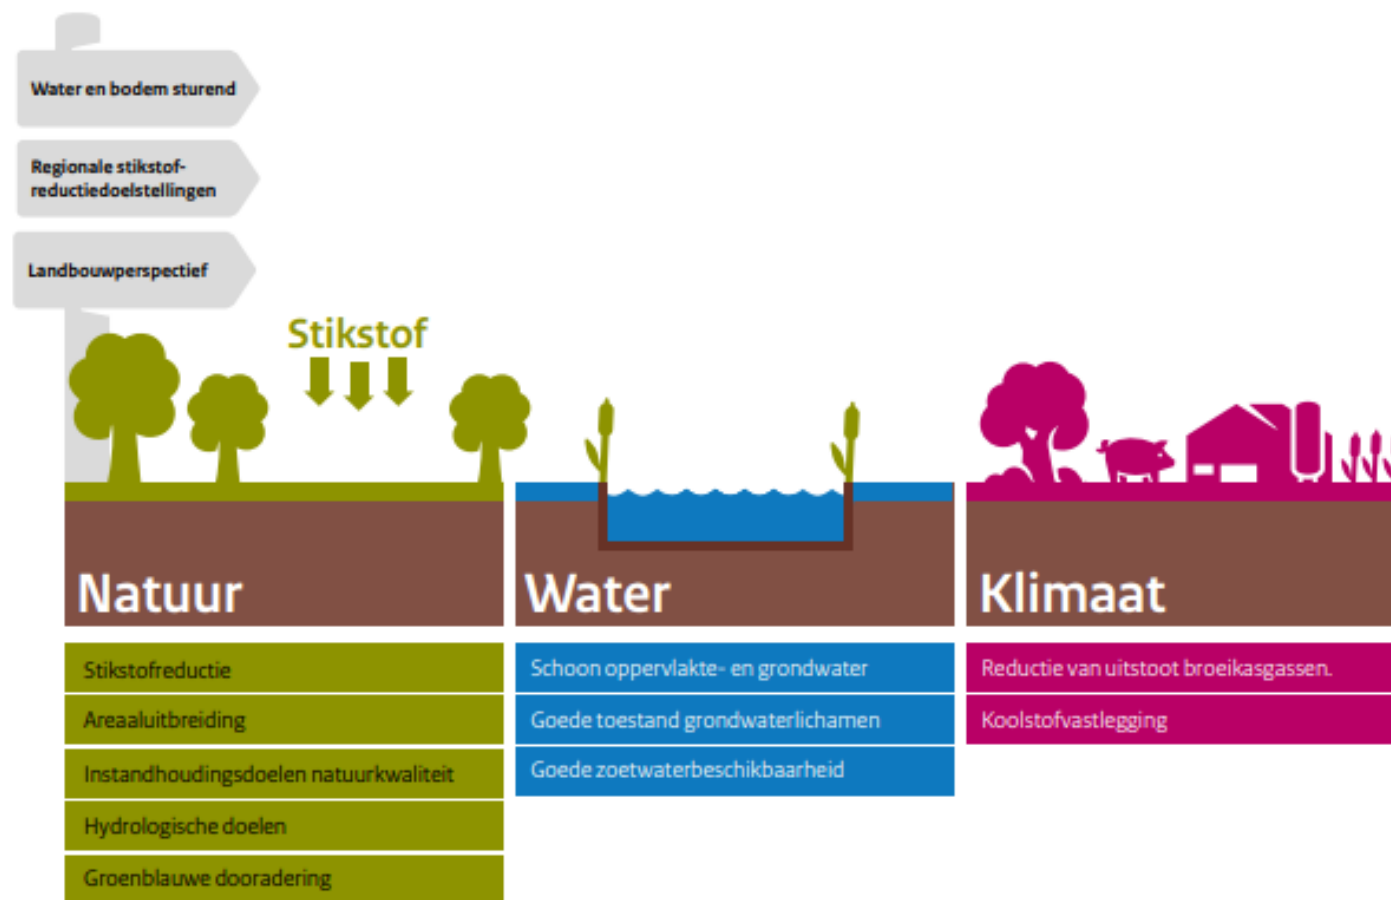 Water en bodem sturend
Regionale stikstof-
reductiedoelstellingen
Landbouwperspectief
Stikstof
Natuur
Stikstofreductie
Areaaluitbreiding
Instandhoudingsdoelen natuurkwaliteit
Hydrologische doelen
Groenblauwe dooradering
Water
Schoon oppervlakte- en grondwater
Goede toestand grondwaterlichamen
Goede zoetwaterbeschikbaarheid
Klimaat
Reductie van uitstoot broeikasgassen.
Koolstofvastlegging